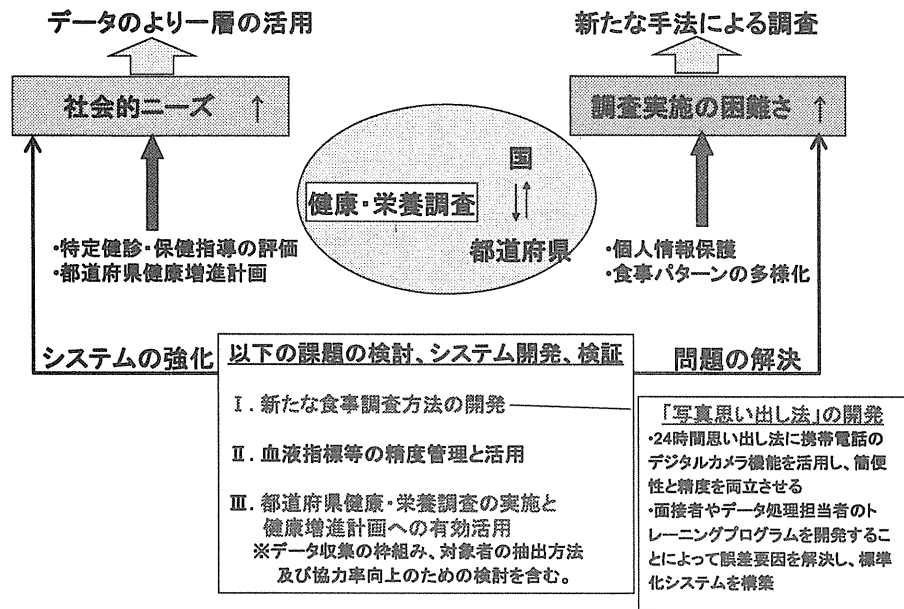 データのより一層の活用
新たな手法による調査
社会的ニーズ ↑
調査実施の困難さ ↑
国
健康・栄養調査
↓↑
都道府県
・特定健診・保健指導の評価
・都道府県健康増進計画
・個人情報保護
・食事パターンの多様化
システムの強化
以下の課題の検討、システム開発、検証
問題の解決
Ⅰ．新たな食事調査方法の開発
Ⅱ．血液指標等の精度管理と活用
Ⅲ．都道府県健康・栄養調査の実施と
健康増進計画への有効活用
※データ収集の枠組み、対象者の抽出方法
及び協力率向上のための検討を含む。
「写真思い出し法」の開発
・24時間思い出し法に携帯電話の
デジタルカメラ機能を活用し、簡便
性と精度を両立させる
・面接者やデータ処理担当者のト
レーニングプログラムを開発するこ
とによって誤差要因を解決し、標準
化システムを構築